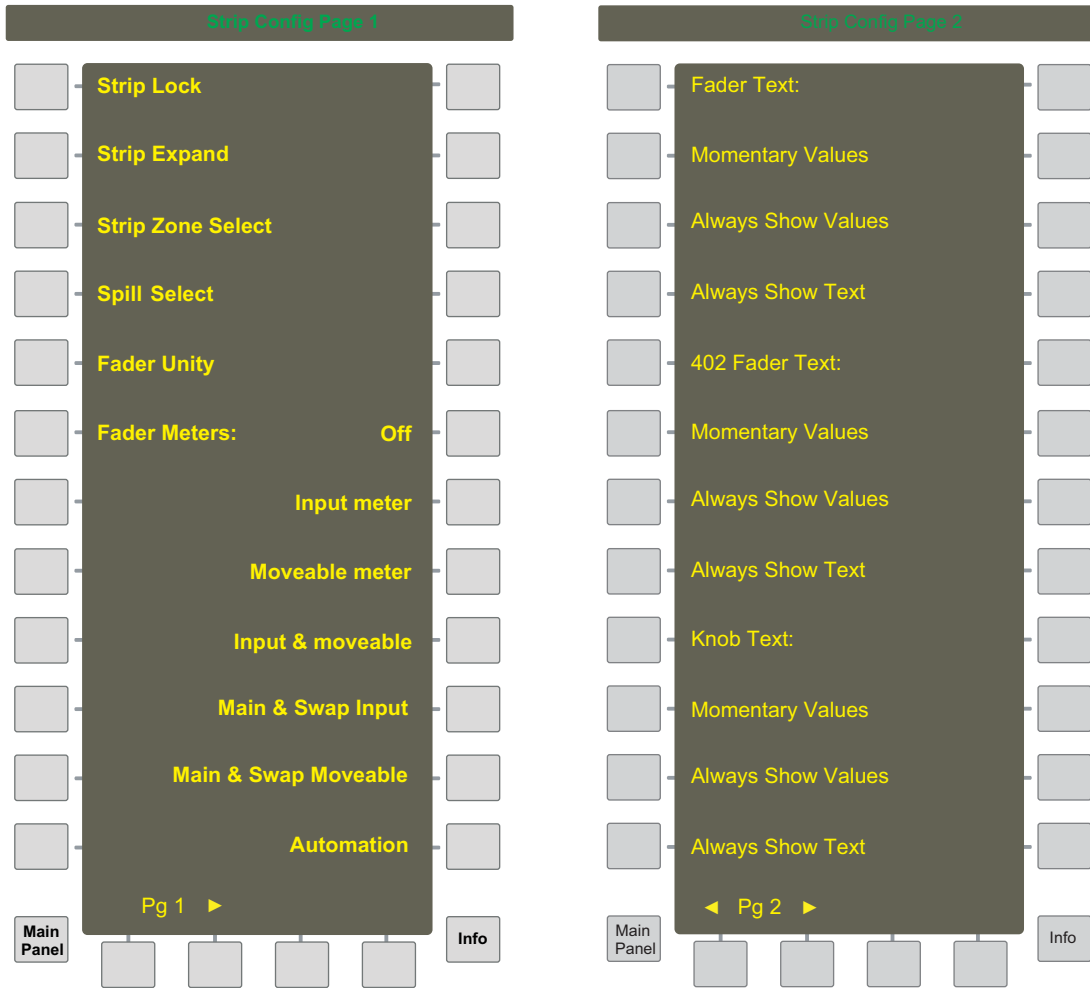 Strip Config Page 1
Strip Lock
Strip Expand
Strip Zone Select
Spill Select
Fader Unity
Fader Meters: Off
Input meter
Moveable meter
Input & moveable
Main & Swap Input
Main & Swap Moveable
Automation
Pg 1 ►
Main
Panel
Info
Strip Config Page 2
Fader Text:
Momentary Values
Always Show Values
Always Show Text
402 Fader Text:
Momentary Values
Always Show Values
Always Show Text
Knob Text:
Momentary Values
Always Show Values
Always Show Text
◄ Pg 2 ►
Main
Panel
Info